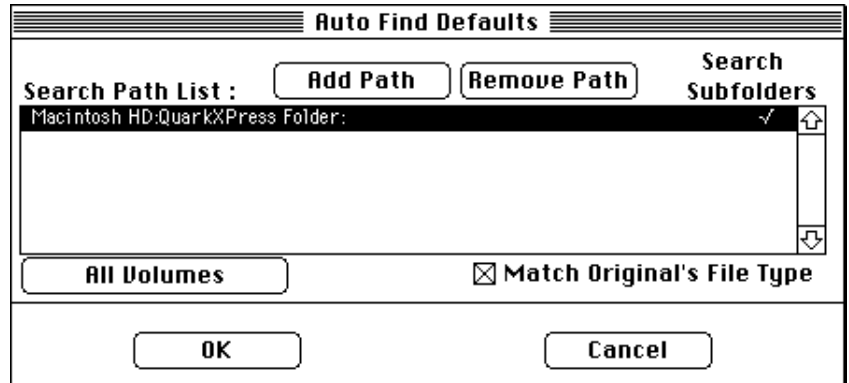 Auto Find Defaults
Search Path List :
Add Path
Remove Path
Search
Subfolders
Macintosh HD:QuarkXPress Folder: √
All Volumes
Match Original's File Type
OK
Cancel